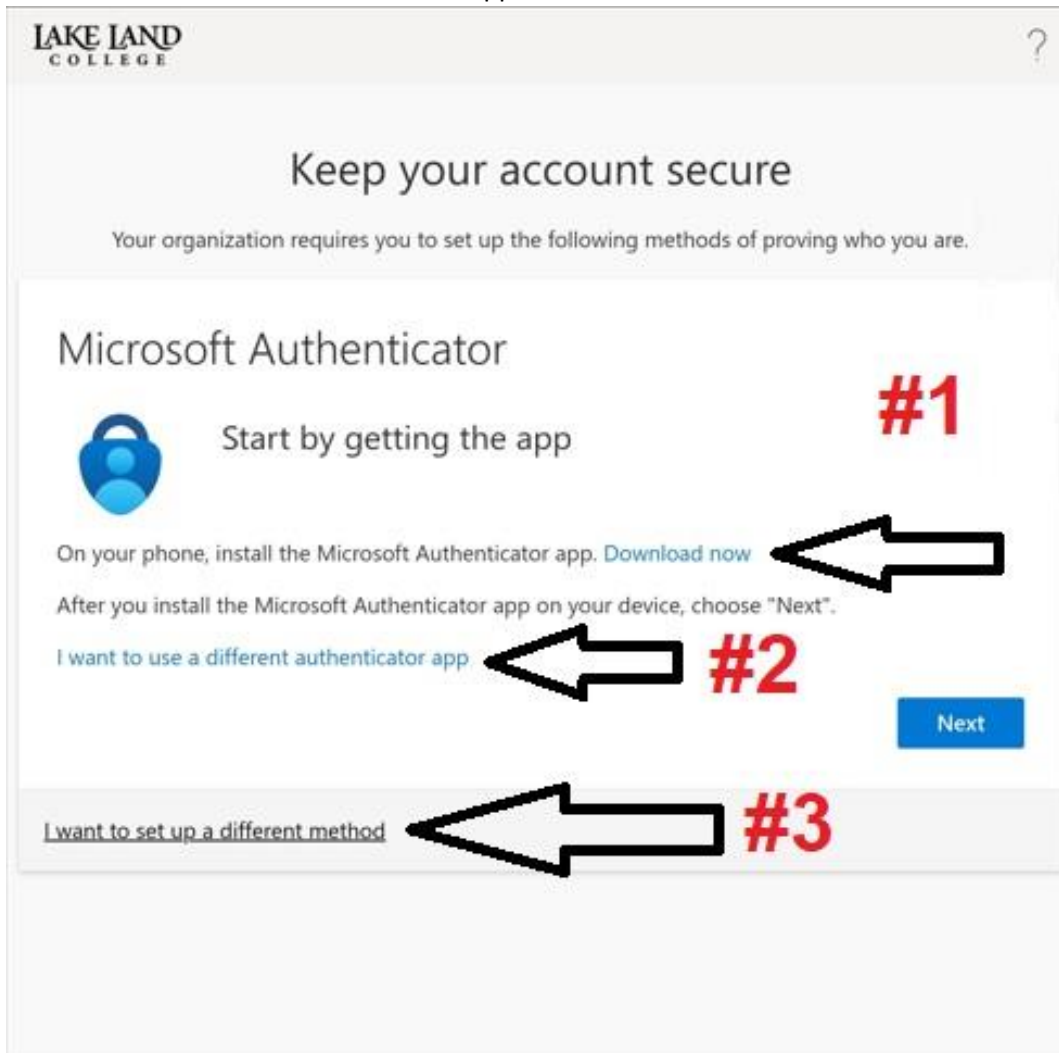 LAKE LAND
COLLEGE
?
Keep your account secure
Your organization requires you to set up the following methods of proving who you are.
Microsoft Authenticator
#1
Start by getting the app
On your phone, install the Microsoft Authenticator app. Download now
After you install the Microsoft Authenticator app on your device, choose "Next".
I want to use a different authenticator app
#2
Next
I want to set up a different method
#3